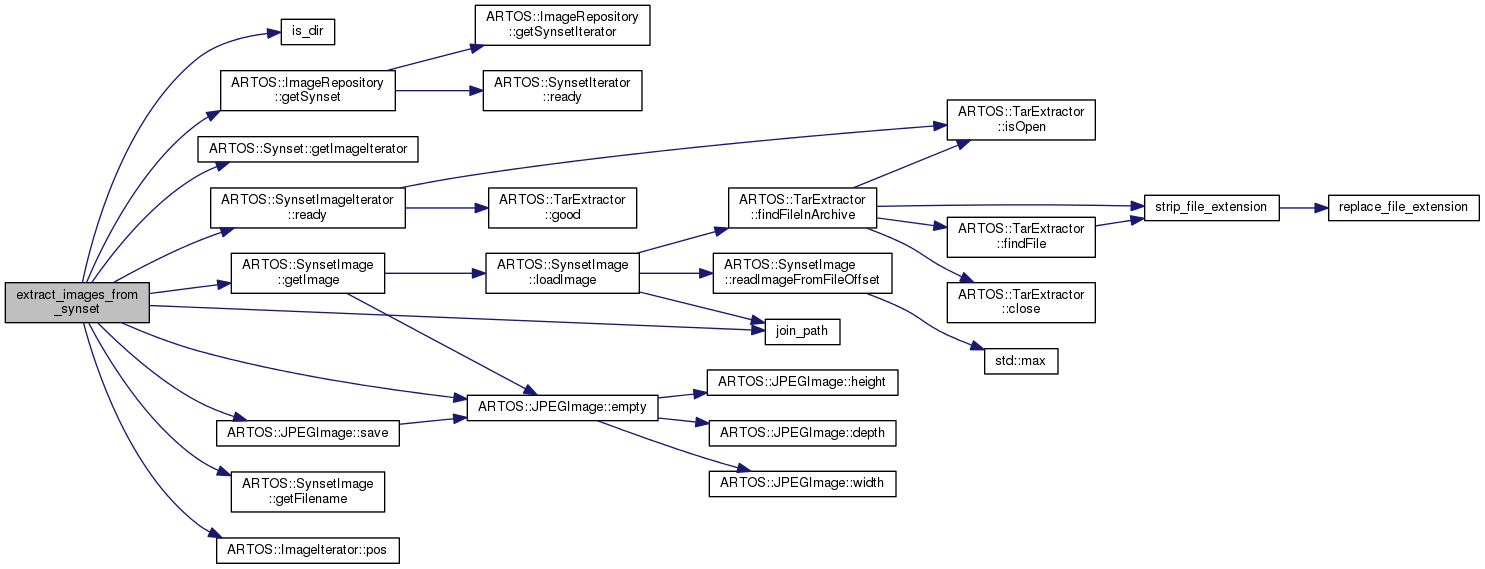 extract_images_from
_synset
is_dir
ARTOS::ImageRepository
::getSynset
ARTOS::ImageRepository
::getSynsetIterator
ARTOS::SynsetIterator
::ready
ARTOS::Synset::getImageIterator
ARTOS::SynsetImageIterator
::ready
ARTOS::TarExtractor
::good
ARTOS::TarExtractor
::isOpen
ARTOS::SynsetImage
::getImage
ARTOS::SynsetImage
::loadImage
ARTOS::TarExtractor
::findFileInArchive
strip_file_extension
replace_file_extension
ARTOS::TarExtractor
::findFile
ARTOS::TarExtractor
::close
ARTOS::SynsetImage
::readImageFromFileOffset
join_path
std::max
ARTOS::JPEGImage::empty
ARTOS::JPEGImage::height
ARTOS::JPEGImage::depth
ARTOS::JPEGImage::width
ARTOS::JPEGImage::save
ARTOS::SynsetImage
::getFilename
ARTOS::ImageIterator::pos